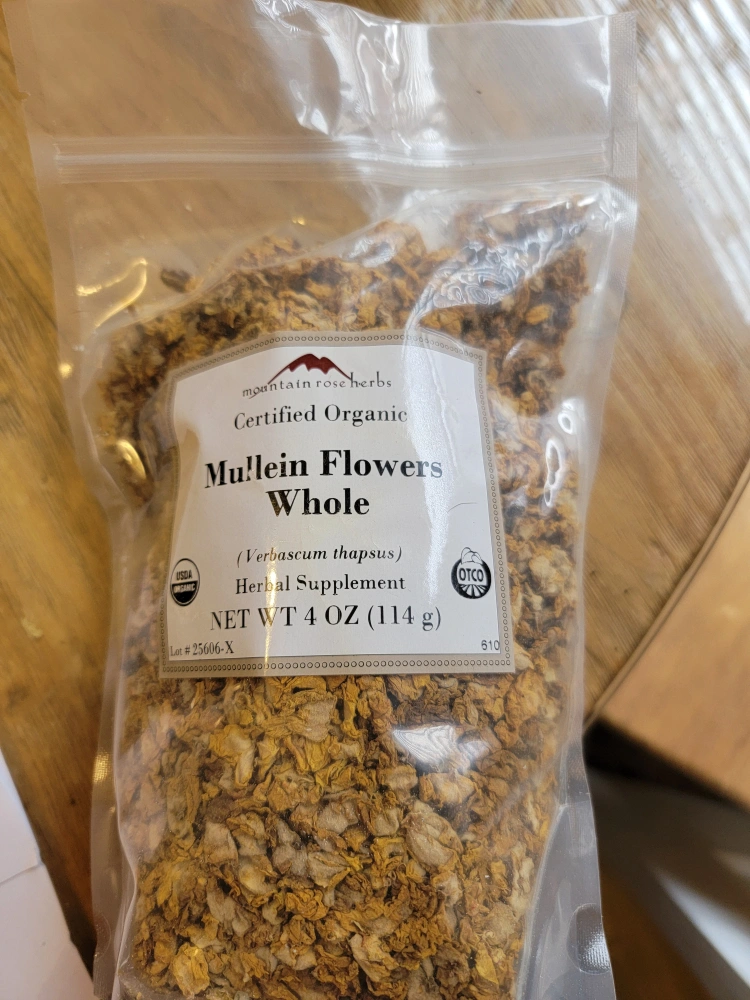 mountain rose herbs
Certified Organic
Mullein Flowers
Whole
(Verbascum thapsus)
Herbal Supplement
USDA
ORGANIC
OTCO
NET WT 4 OZ (114 g)
Lot # 25606-X
610